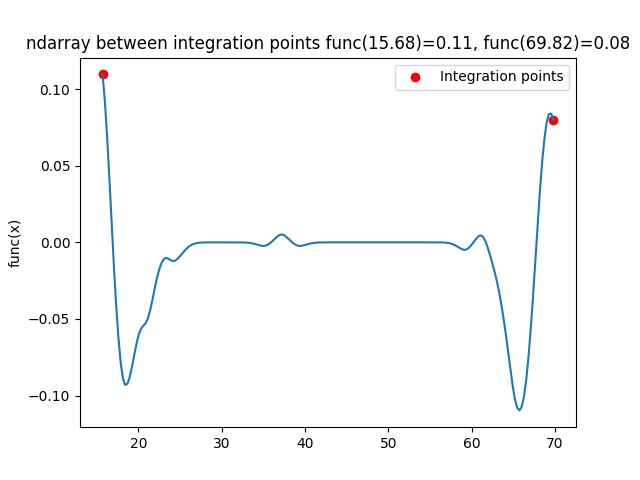 ndarray between integration points func(15.68)=0.11, func(69.82)=0.08
Integration points
0.10
0.05
0.00
−0.05
−0.10
func(x)
20 30 40 50 60 70